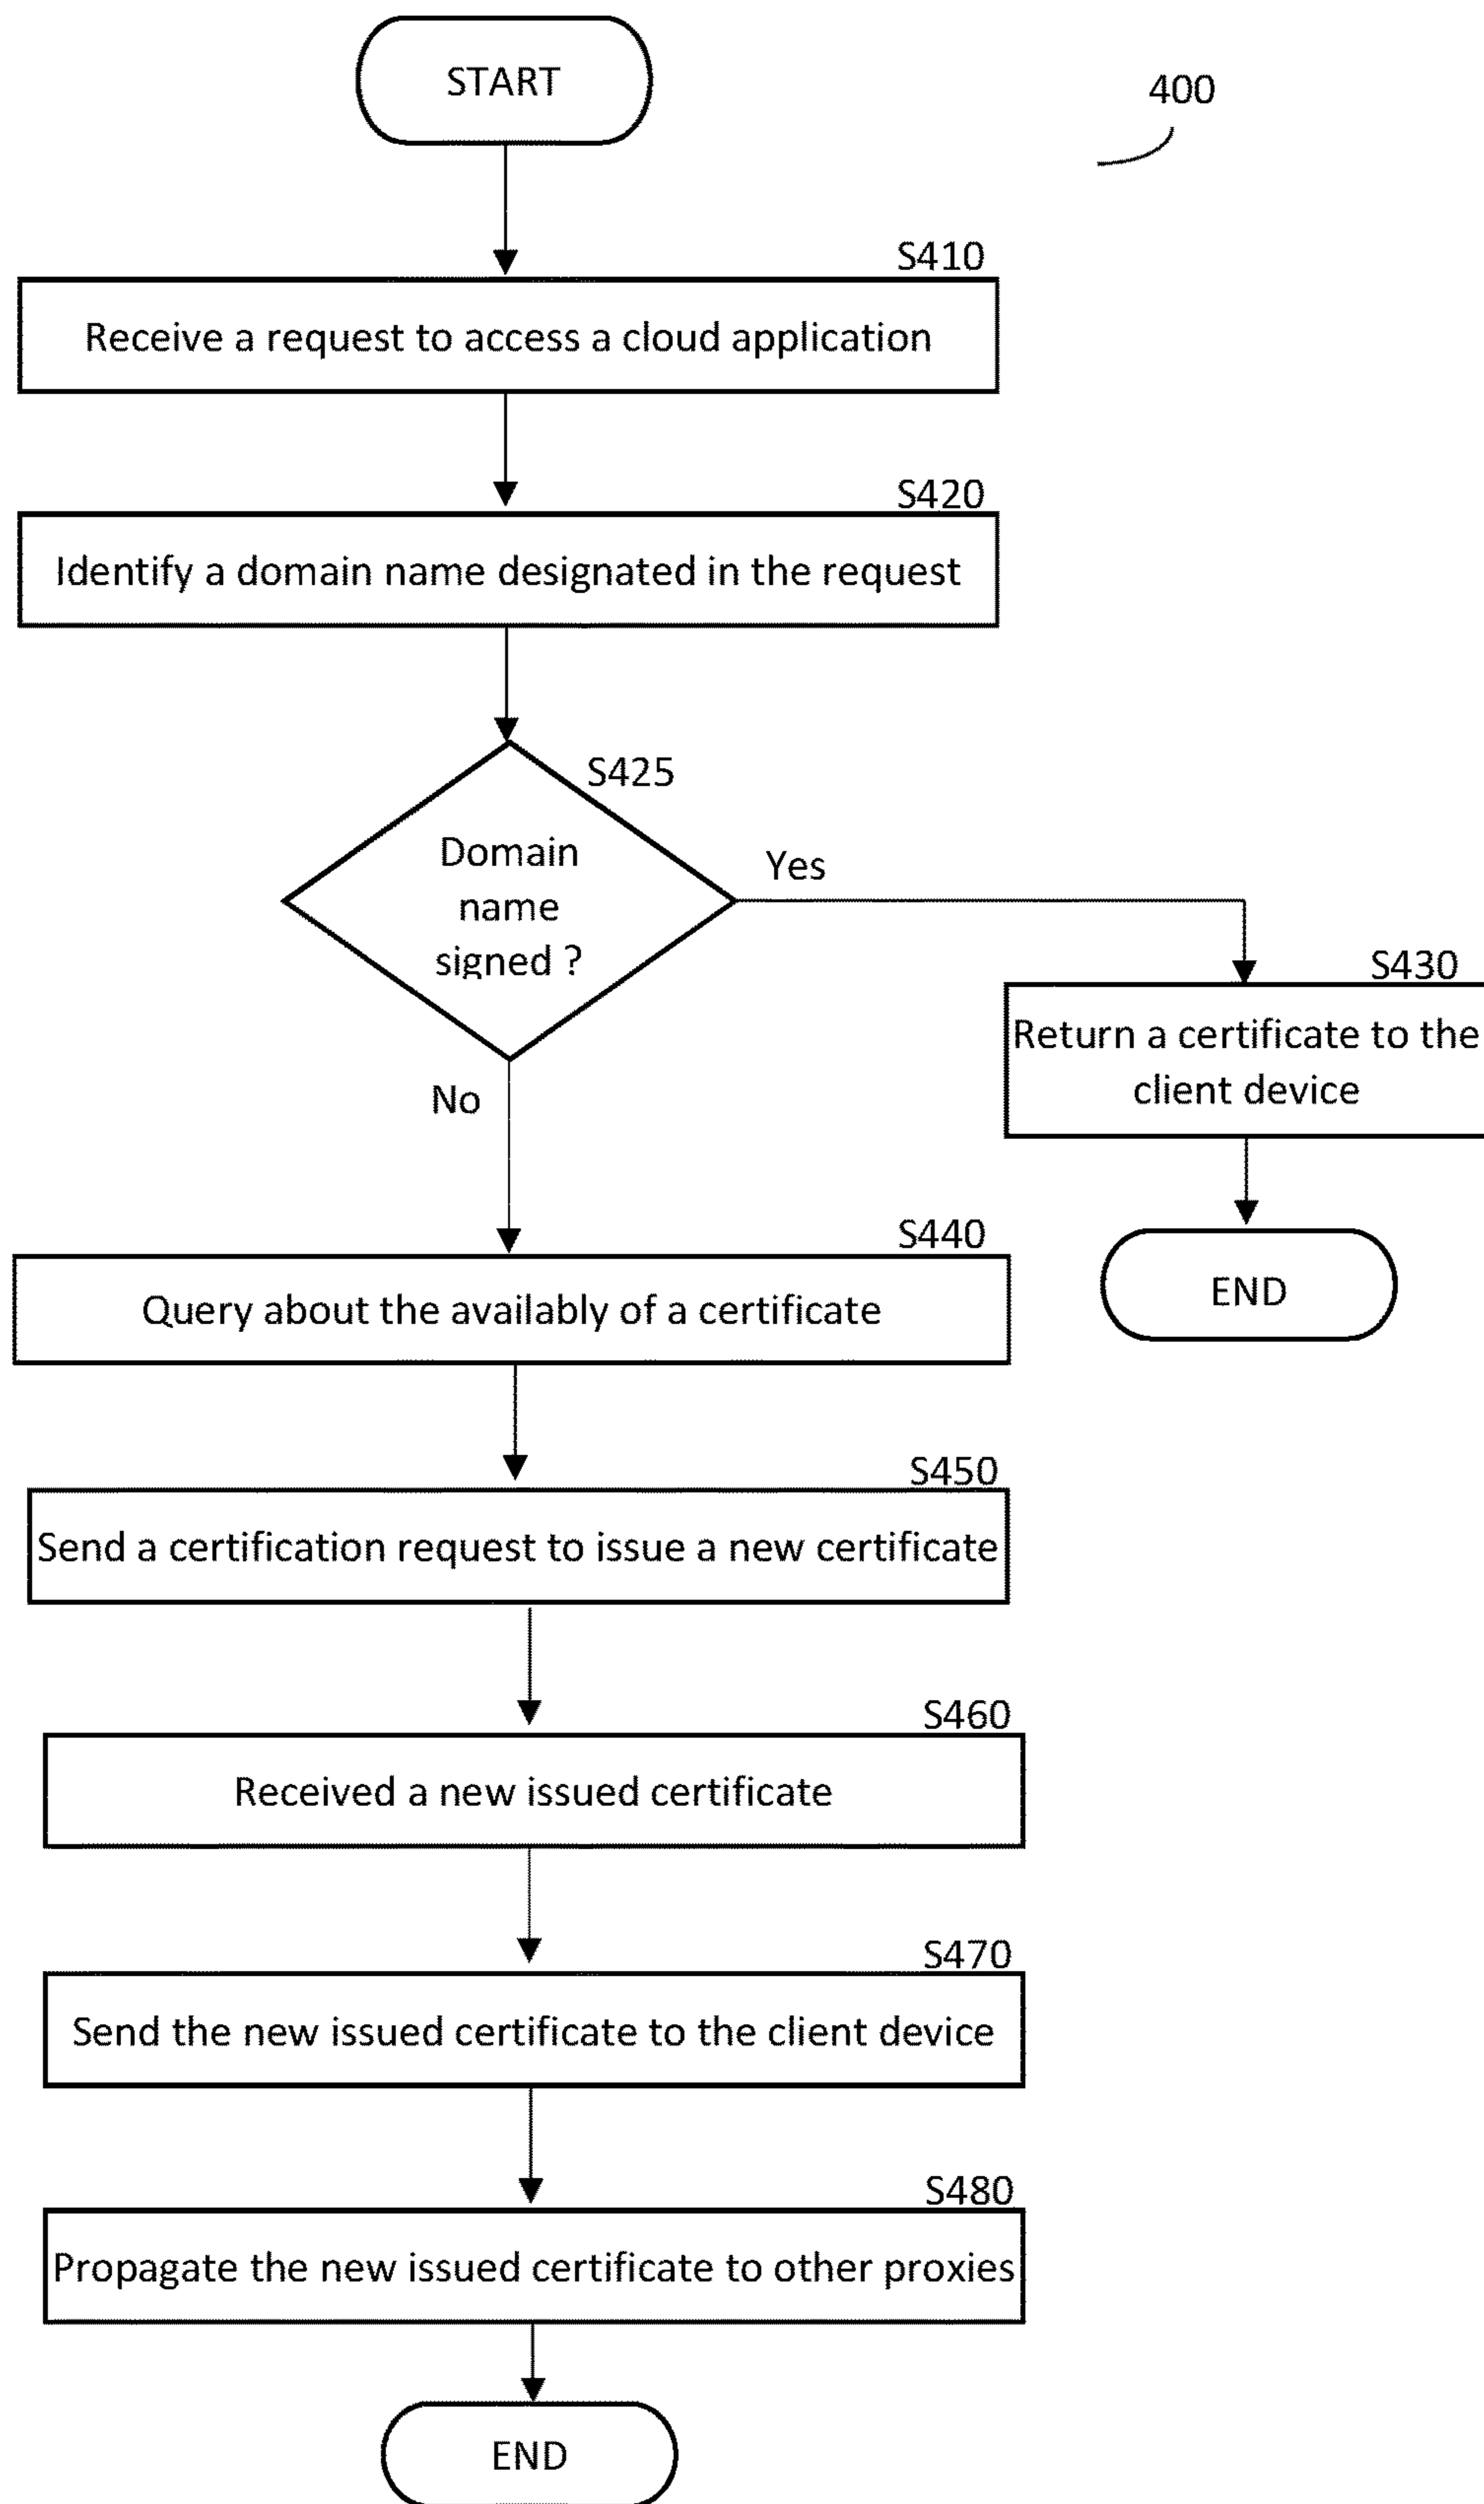 START
400
S410
Receive a request to access a cloud application
S420
Identify a domain name designated in the request
S425
Domain
name
signed ?
Yes
S430
Return a certificate to the
client device
No
END
S440
Query about the availably of a certificate
S450
Send a certification request to issue a new certificate
S460
Received a new issued certificate
S470
Send the new issued certificate to the client device
S480
Propagate the new issued certificate to other proxies
END